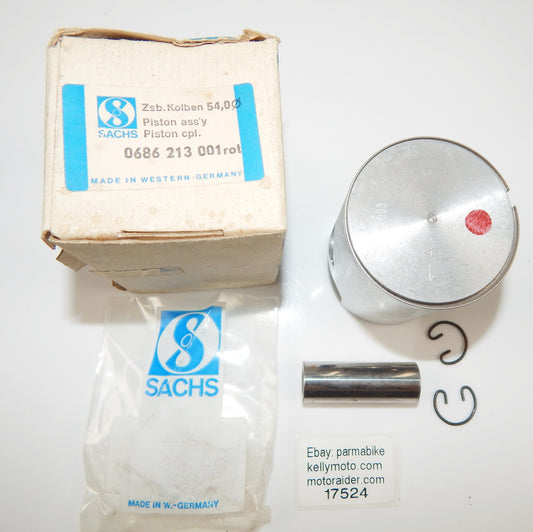 Zsb. Kolben 54,0Ø
Piston ass'y
Piston cpl.
SACHS
0686 213 001rot
MADE IN WESTERN-GERMANY
SACHS
MADE IN W.-GERMANY
Ebay: parmabike
kellymoto.com
motoraider.com
17524